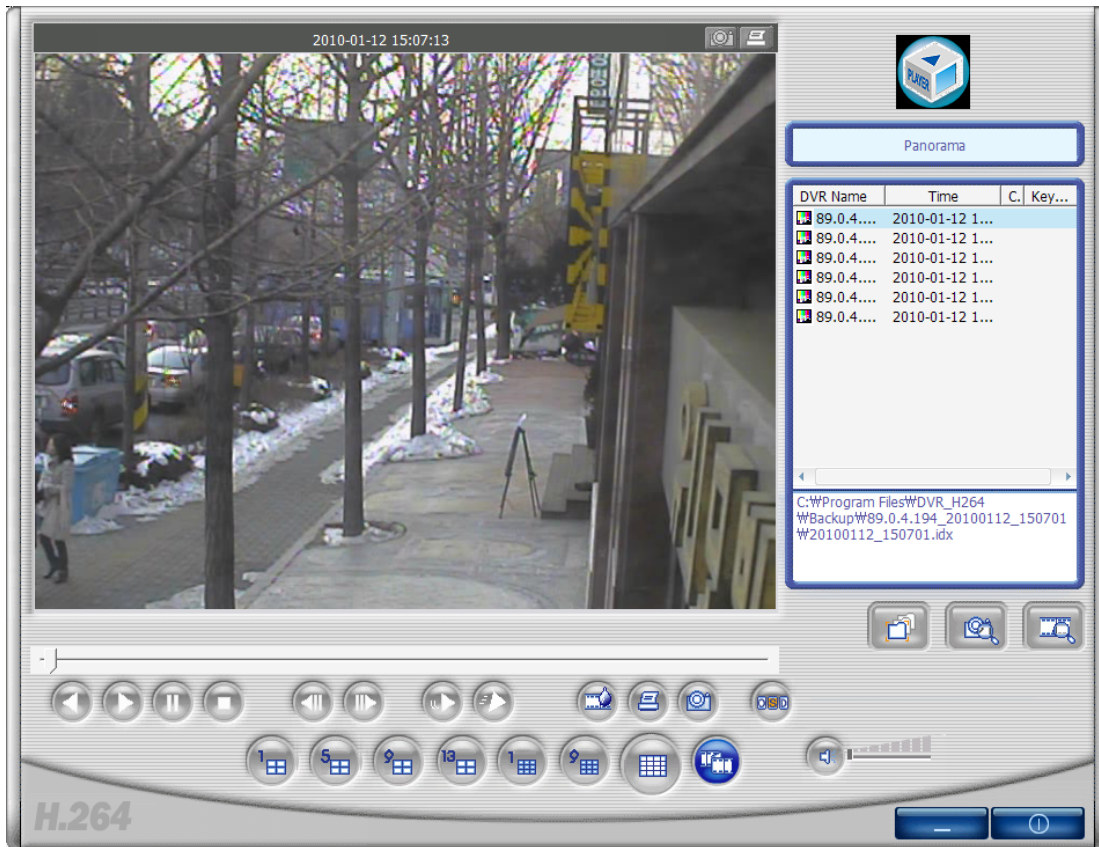 2010-01-12 15:07:13
PLAYER
Panorama
DVR Name Time C. Key...
89.0.4.... 2010-01-12 1...
89.0.4.... 2010-01-12 1...
89.0.4.... 2010-01-12 1...
89.0.4.... 2010-01-12 1...
89.0.4.... 2010-01-12 1...
89.0.4.... 2010-01-12 1...
C:₩Program Files₩DVR_H264
₩Backup₩89.0.4.194_20100112_150701
₩20100112_150701.idx
OSD
1 5 9 13 1 9
H.264